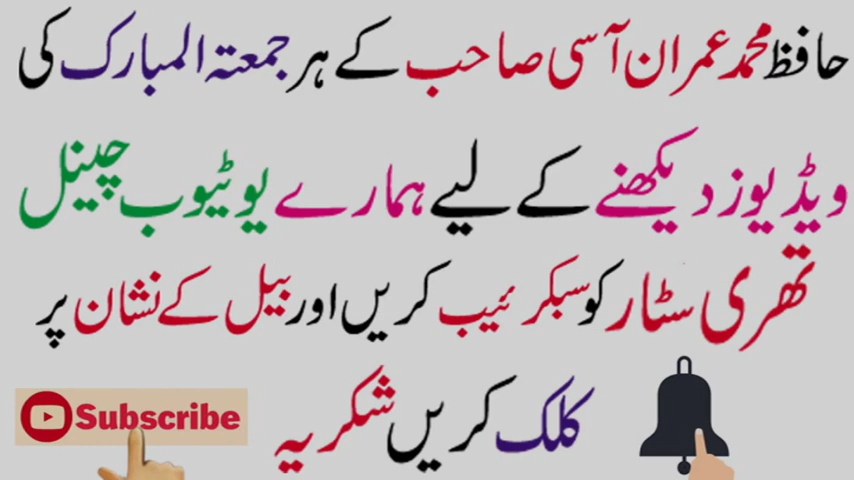 حافظ محمد عمران آسی صاحب کے ہر جمعتہ المبارک کی
ویڈیوز دیکھنے کے لیے ہمارے یوٹیوب چینل
تھری سٹار کو سبکرئیب کریں اور بیل کے نشان پر
کلک کریں شکریہ
Subscribe